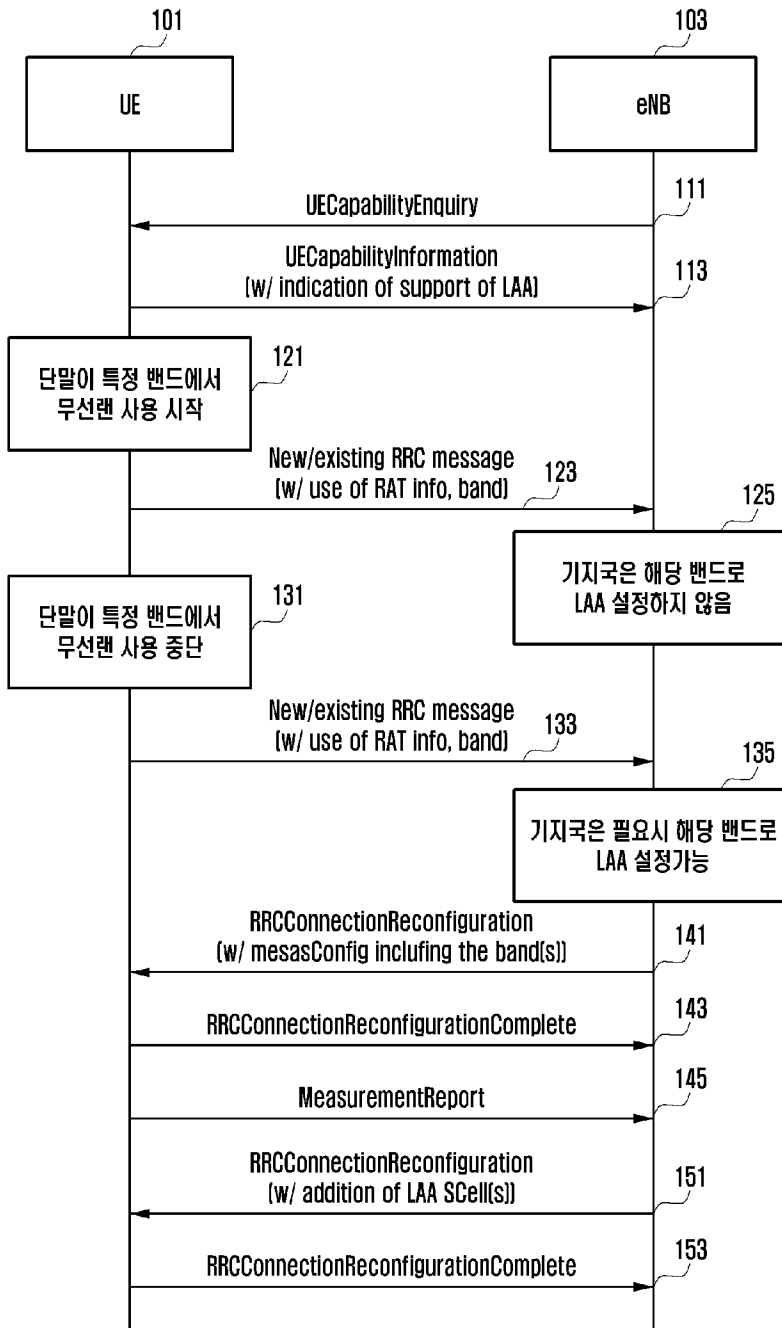 101
103
UE
eNB
111
UECapabilityEnquiry
UECapabilityInformation
(w/ indication of support of LAA)
113
121
단말이 특정 밴드에서
무선랜 사용 시작
New/existing RRC message
(w/ use of RAT info, band)
123
125
기지국은 해당 밴드로
LAA 설정하지 않음
131
단말이 특정 밴드에서
무선랜 사용 중단
New/existing RRC message
(w/ use of RAT info, band)
133
135
기지국은 필요시 해당 밴드로
LAA 설정가능
RRCConnectionReconfiguration
(w/ mesasConfig inclufing the band(s))
141
RRCConnectionReconfigurationComplete
143
MeasurementReport
145
RRCConnectionReconfiguration
(w/ addition of LAA SCell(s))
151
RRCConnectionReconfigurationComplete
153